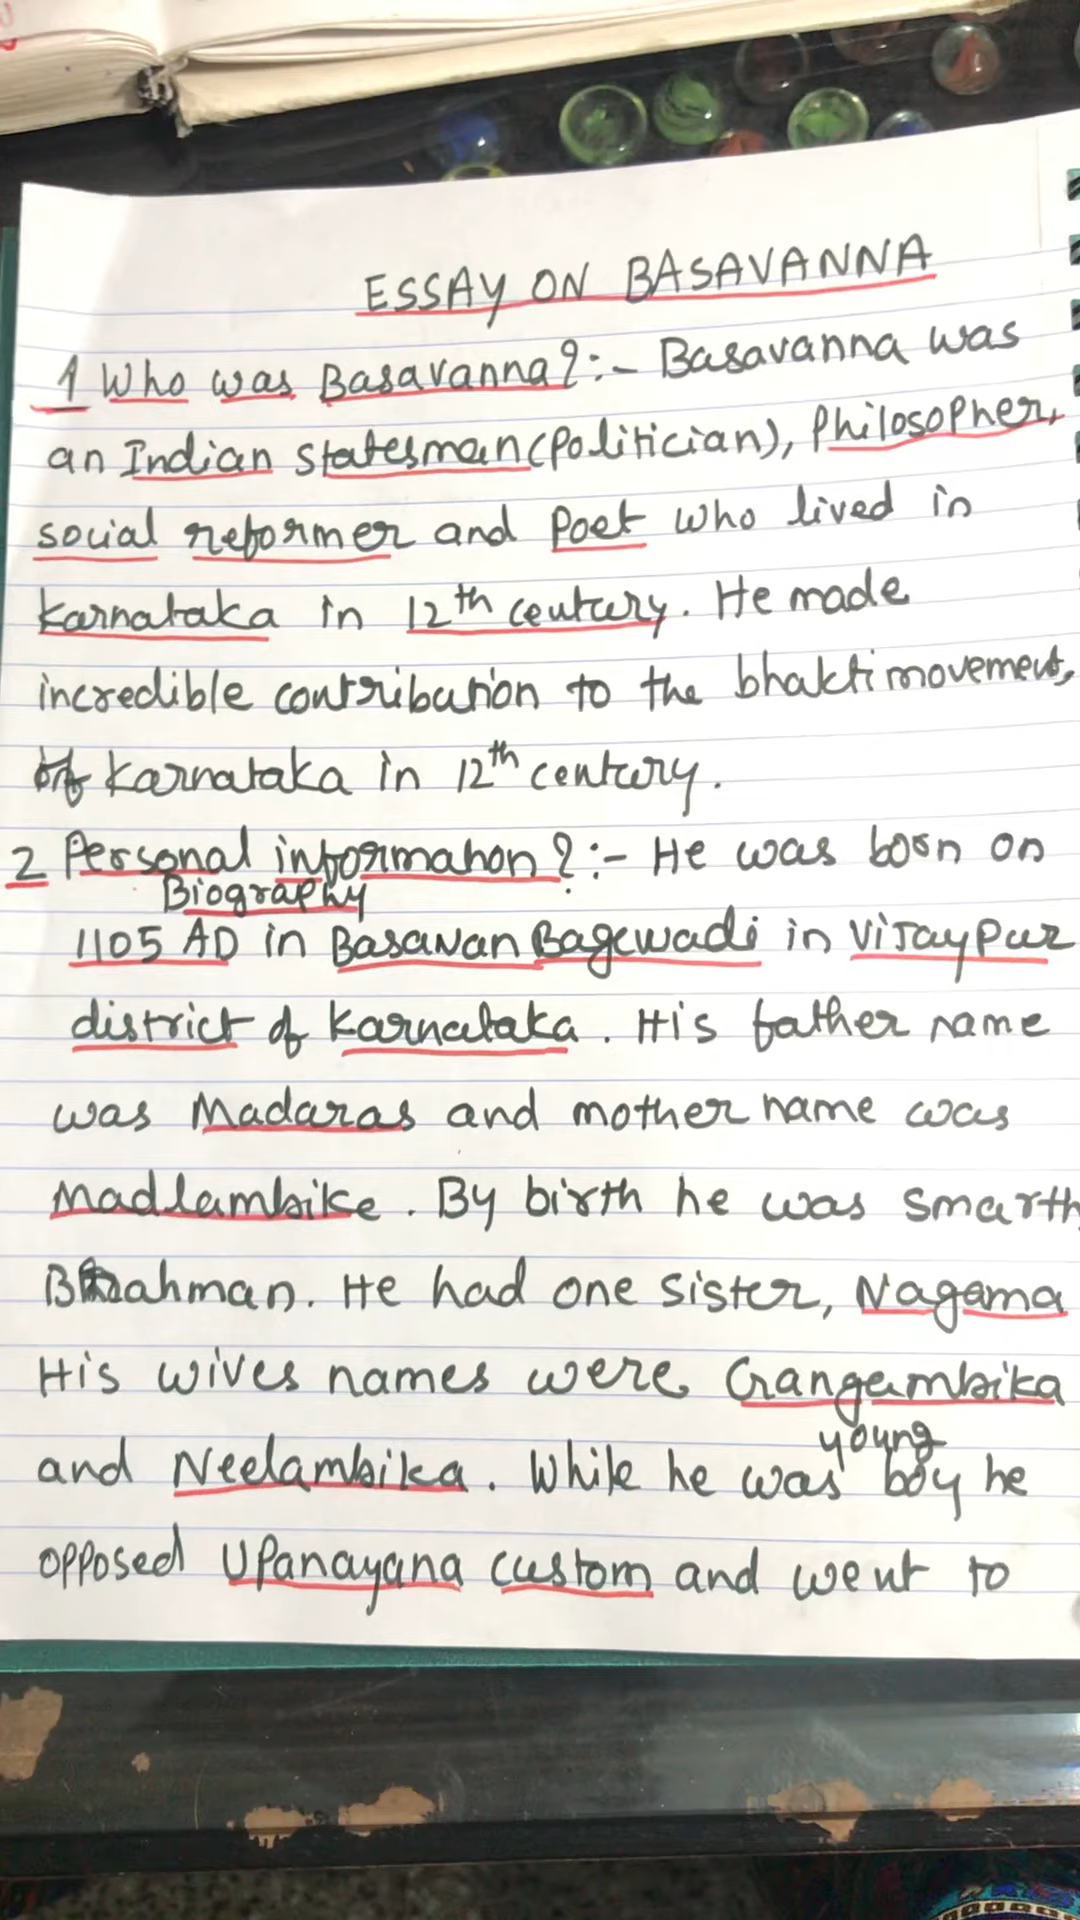 ESSAY ON BASAVANNA
1 Who was Basavanna?:- Basavanna was
an Indian statesman(Politician), Philosopher,
social reformer and Poet who lived in
Karnataka in 12th century. He made
incredible contribution to the bhakti movement,
of Karnataka in 12th century.
2 Personal information?:- He was born on
Biography
1105 AD in Basavan Bagewadi in Vijaypur
district of Karnataka. His father name
was Madaras and mother name was
Madlambike. By birth he was Smarth
Brahman. He had one sister, Nagama
His wives names were Gangambika
and Neelambika. While he was young boy he
opposed Upanayana custom and went to